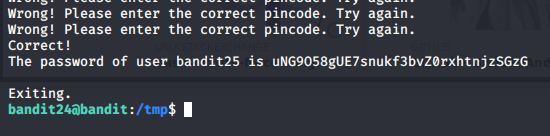 Wrong! Please enter the correct pincode. Try again.
Wrong! Please enter the correct pincode. Try again.
Wrong! Please enter the correct pincode. Try again.
Correct!
The password of user bandit25 is uNG9O58gUE7snukf3bvZ0rxhtnjzSGzG
Exiting.
bandit24@bandit:/tmp$